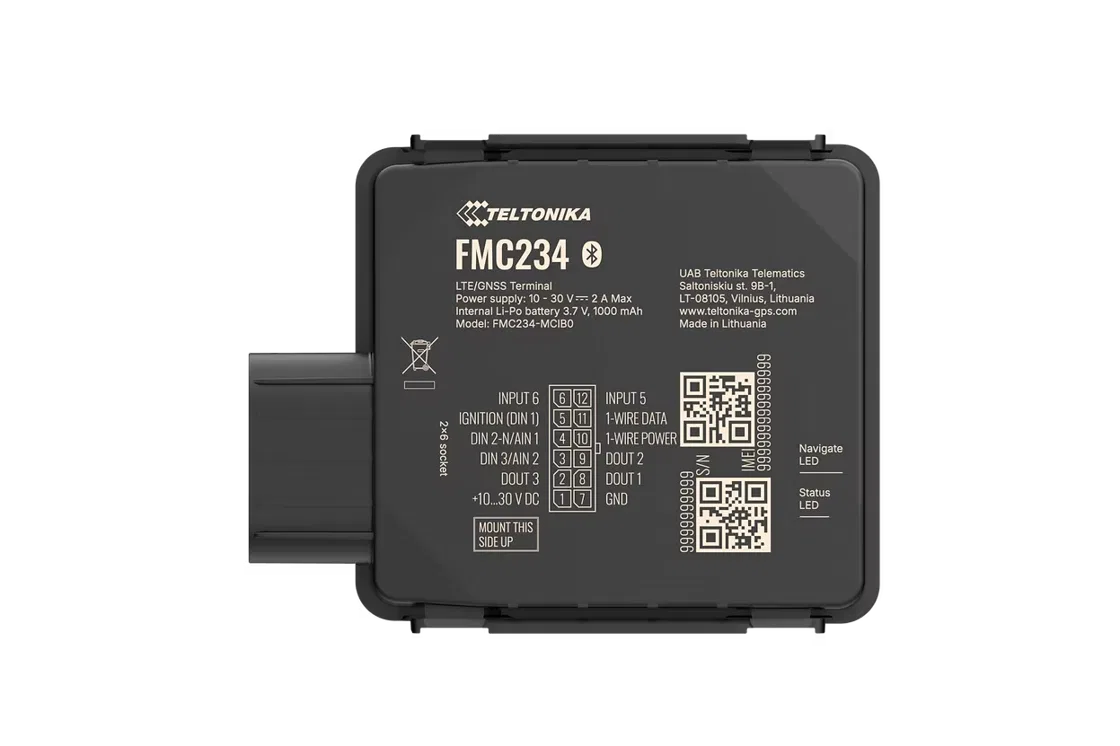 TELTONIKA
FMC234
LTE/GNSS Terminal
Power supply: 10 - 30 V⎓ 2 A Max
Internal Li-Po battery 3.7 V, 1000 mAh
Model: FMC234-MCIB0
UAB Teltonika Telematics
Saltoniskiu st. 9B-1,
LT-08105, Vilnius, Lithuania
www.teltonika-gps.com
Made in Lithuania
2×6 socket
INPUT 6 6 12 INPUT 5
IGNITION (DIN 1) 5 11 1-WIRE DATA
DIN 2-N/AIN 1 4 10 1-WIRE POWER
DIN 3/AIN 2 3 9 DOUT 2
DOUT 3 2 8 DOUT 1
+10...30 V DC 1 7 GND
MOUNT THIS
SIDE UP
IMEI
999999999999999
S/N
9999999999
Navigate
LED
Status
LED